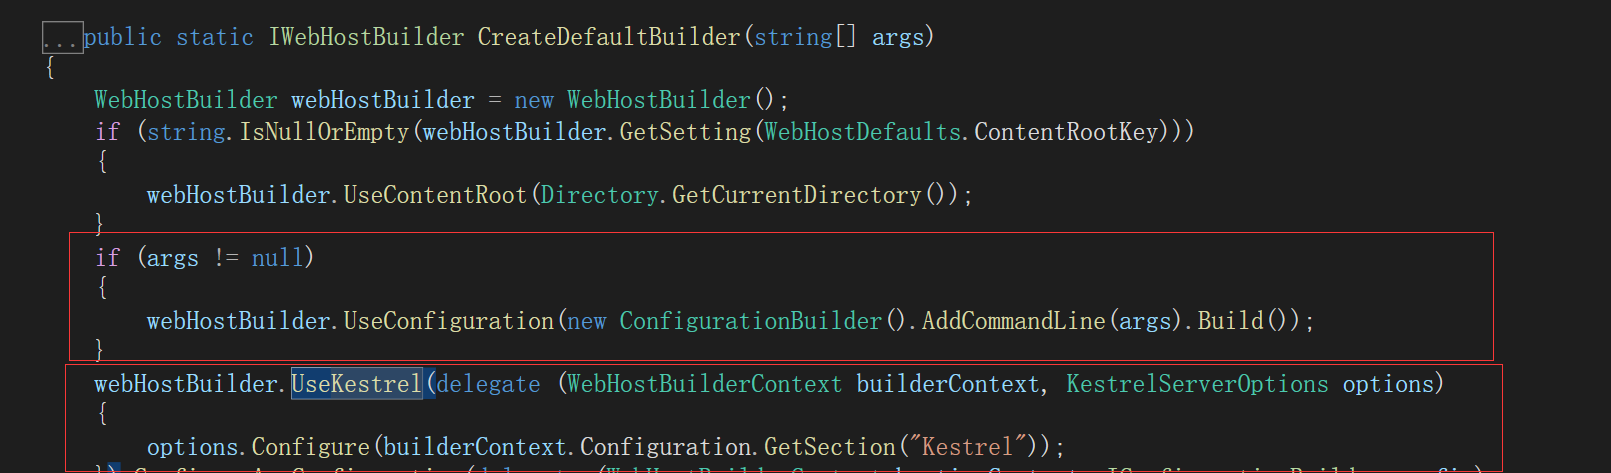 ...public static IWebHostBuilder CreateDefaultBuilder(string[] args)
{
WebHostBuilder webHostBuilder = new WebHostBuilder();
if (string.IsNullOrEmpty(webHostBuilder.GetSetting(WebHostDefaults.ContentRootKey)))
{
webHostBuilder.UseContentRoot(Directory.GetCurrentDirectory());
}
if (args != null)
{
webHostBuilder.UseConfiguration(new ConfigurationBuilder().AddCommandLine(args).Build());
}
webHostBuilder.UseKestrel(delegate (WebHostBuilderContext builderContext, KestrelServerOptions options)
{
options.Configure(builderContext.Configuration.GetSection("Kestrel"));